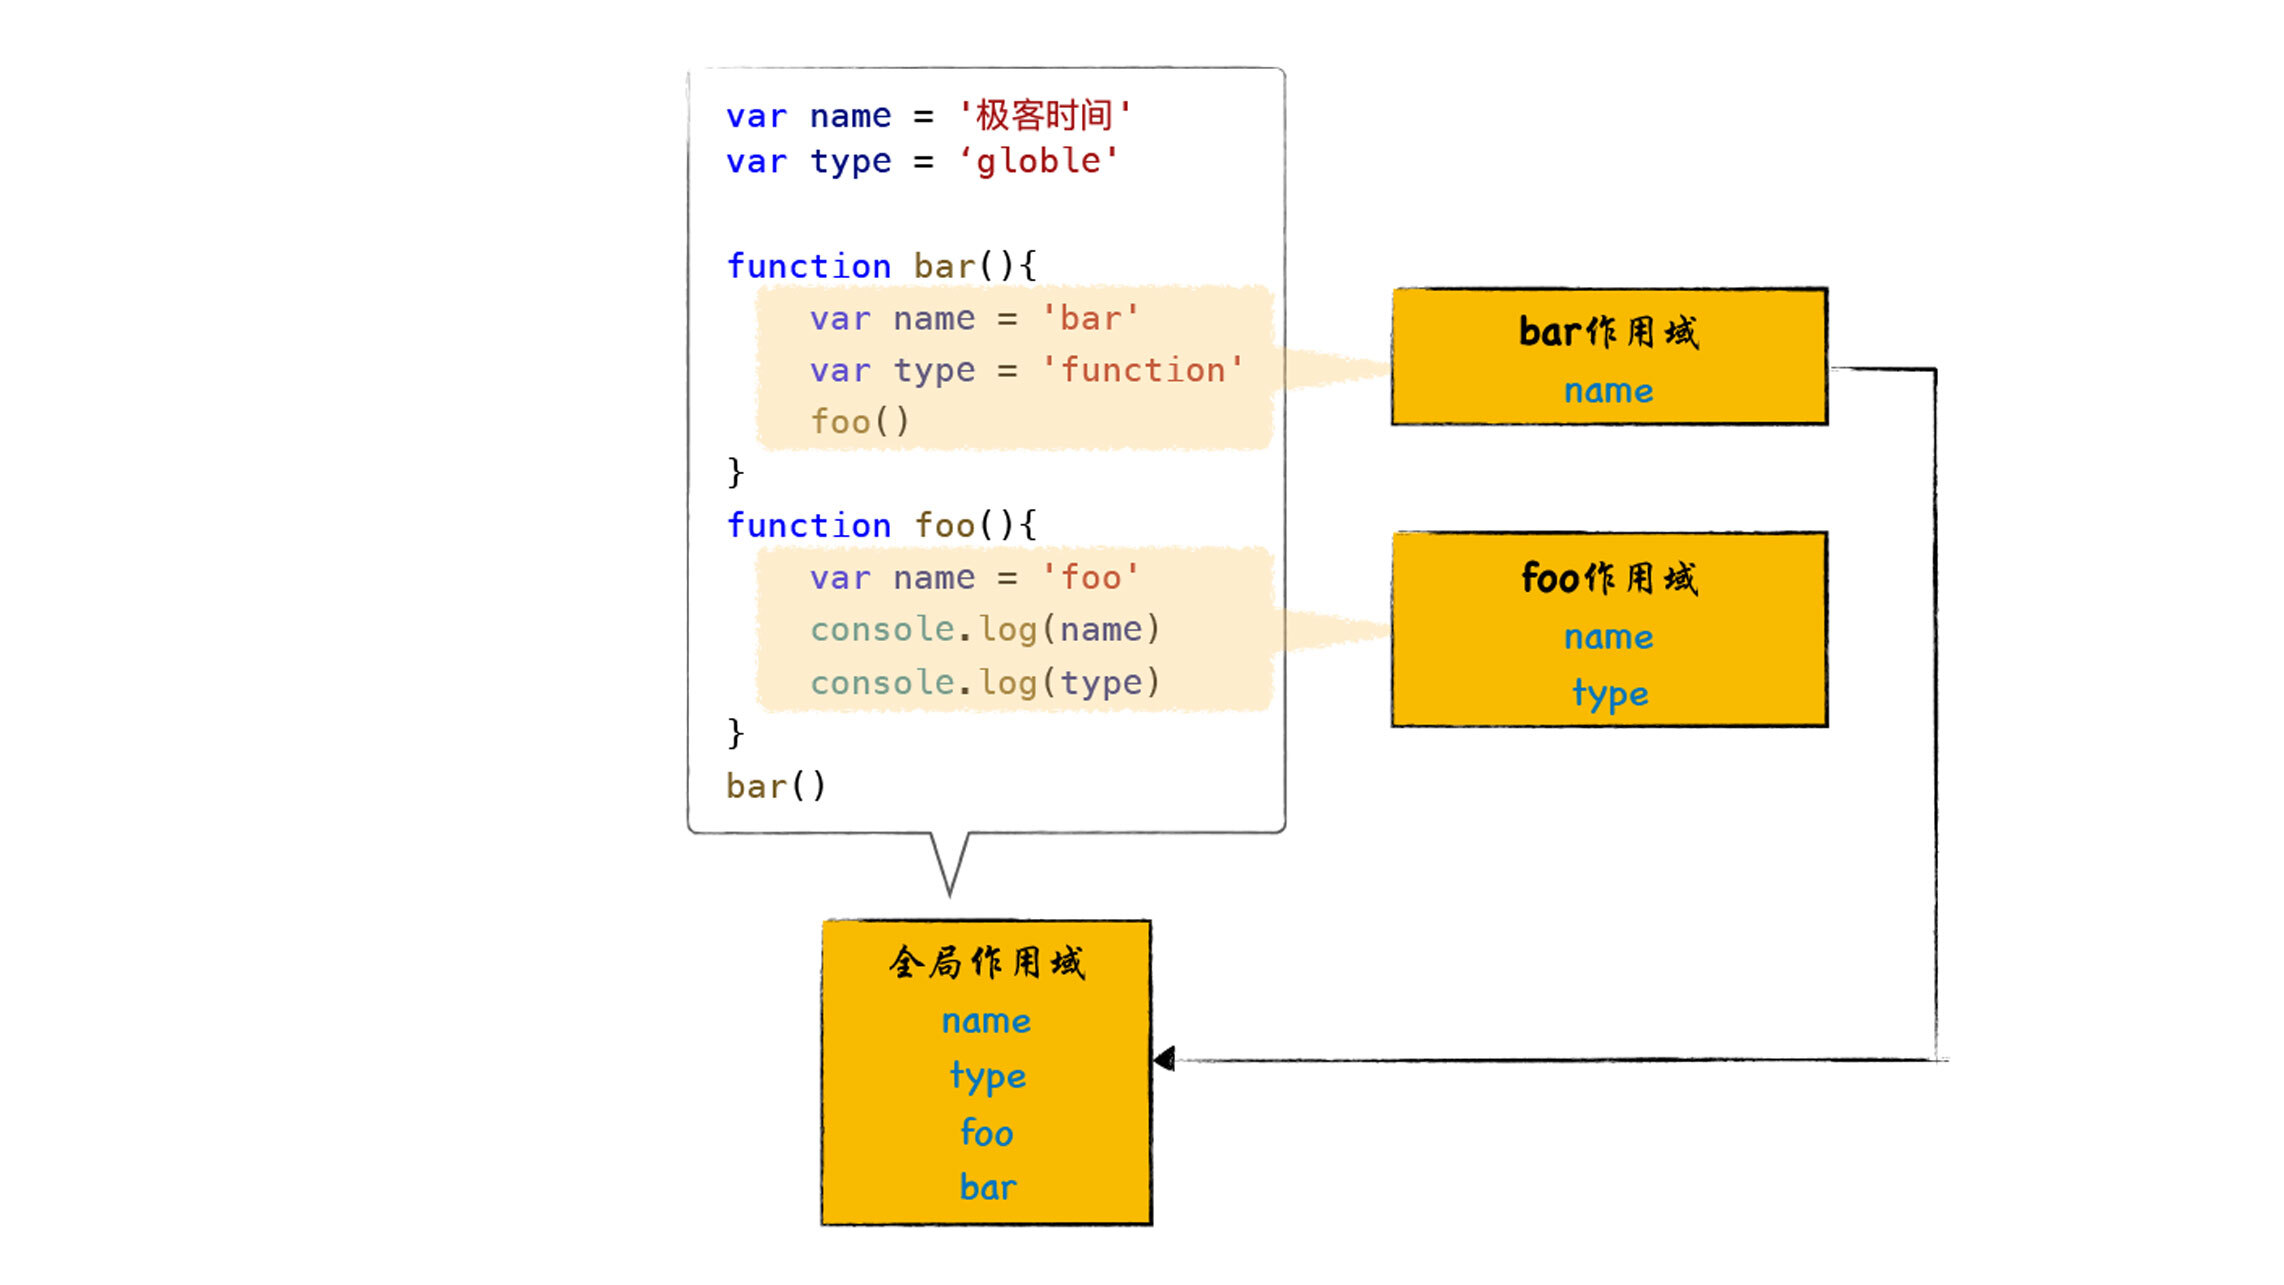 var name = '极客时间'
var type = ‘globle'
function bar(){
var name = 'bar'
var type = 'function'
foo()
}
function foo(){
var name = 'foo'
console.log(name)
console.log(type)
}
bar()
bar作用域
name
foo作用域
name
type
全局作用域
name
type
foo
bar